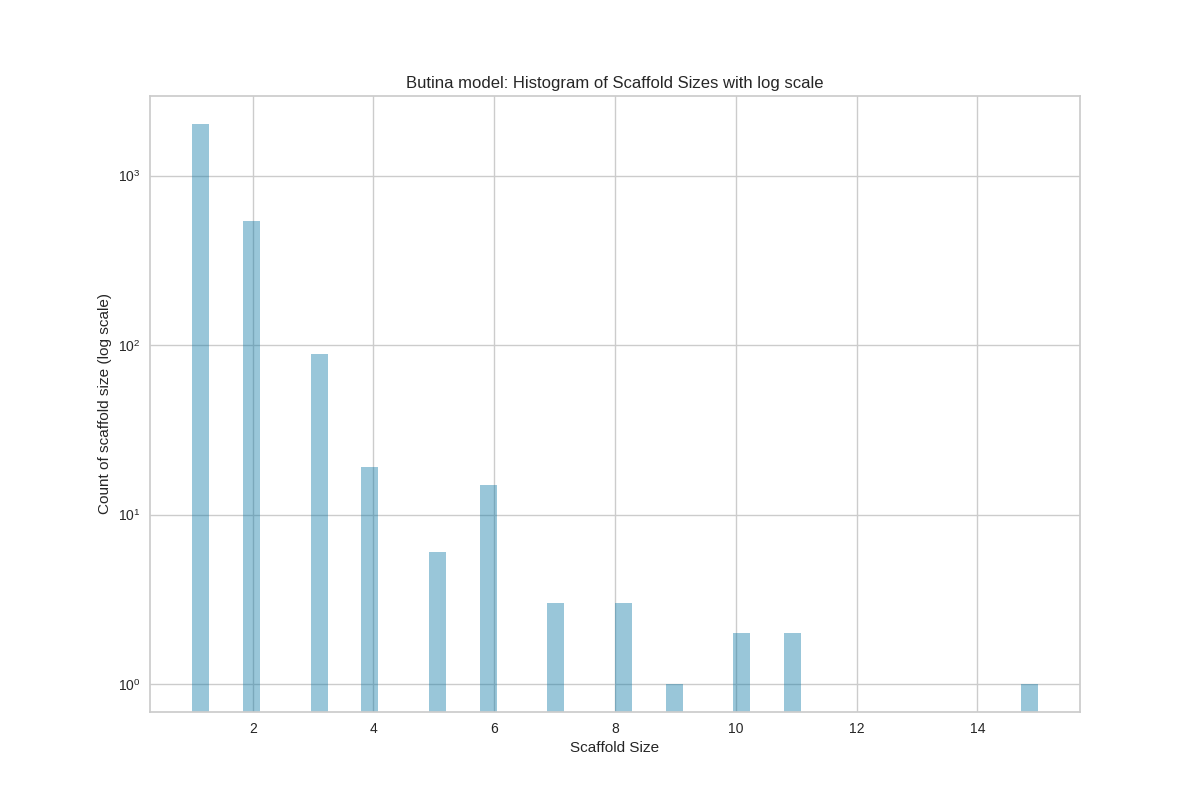 Butina model: Histogram of Scaffold Sizes with log scale
Count of scaffold size (log scale)
10³
10²
10¹
10⁰
2 4 6 8 10 12 14
Scaffold Size